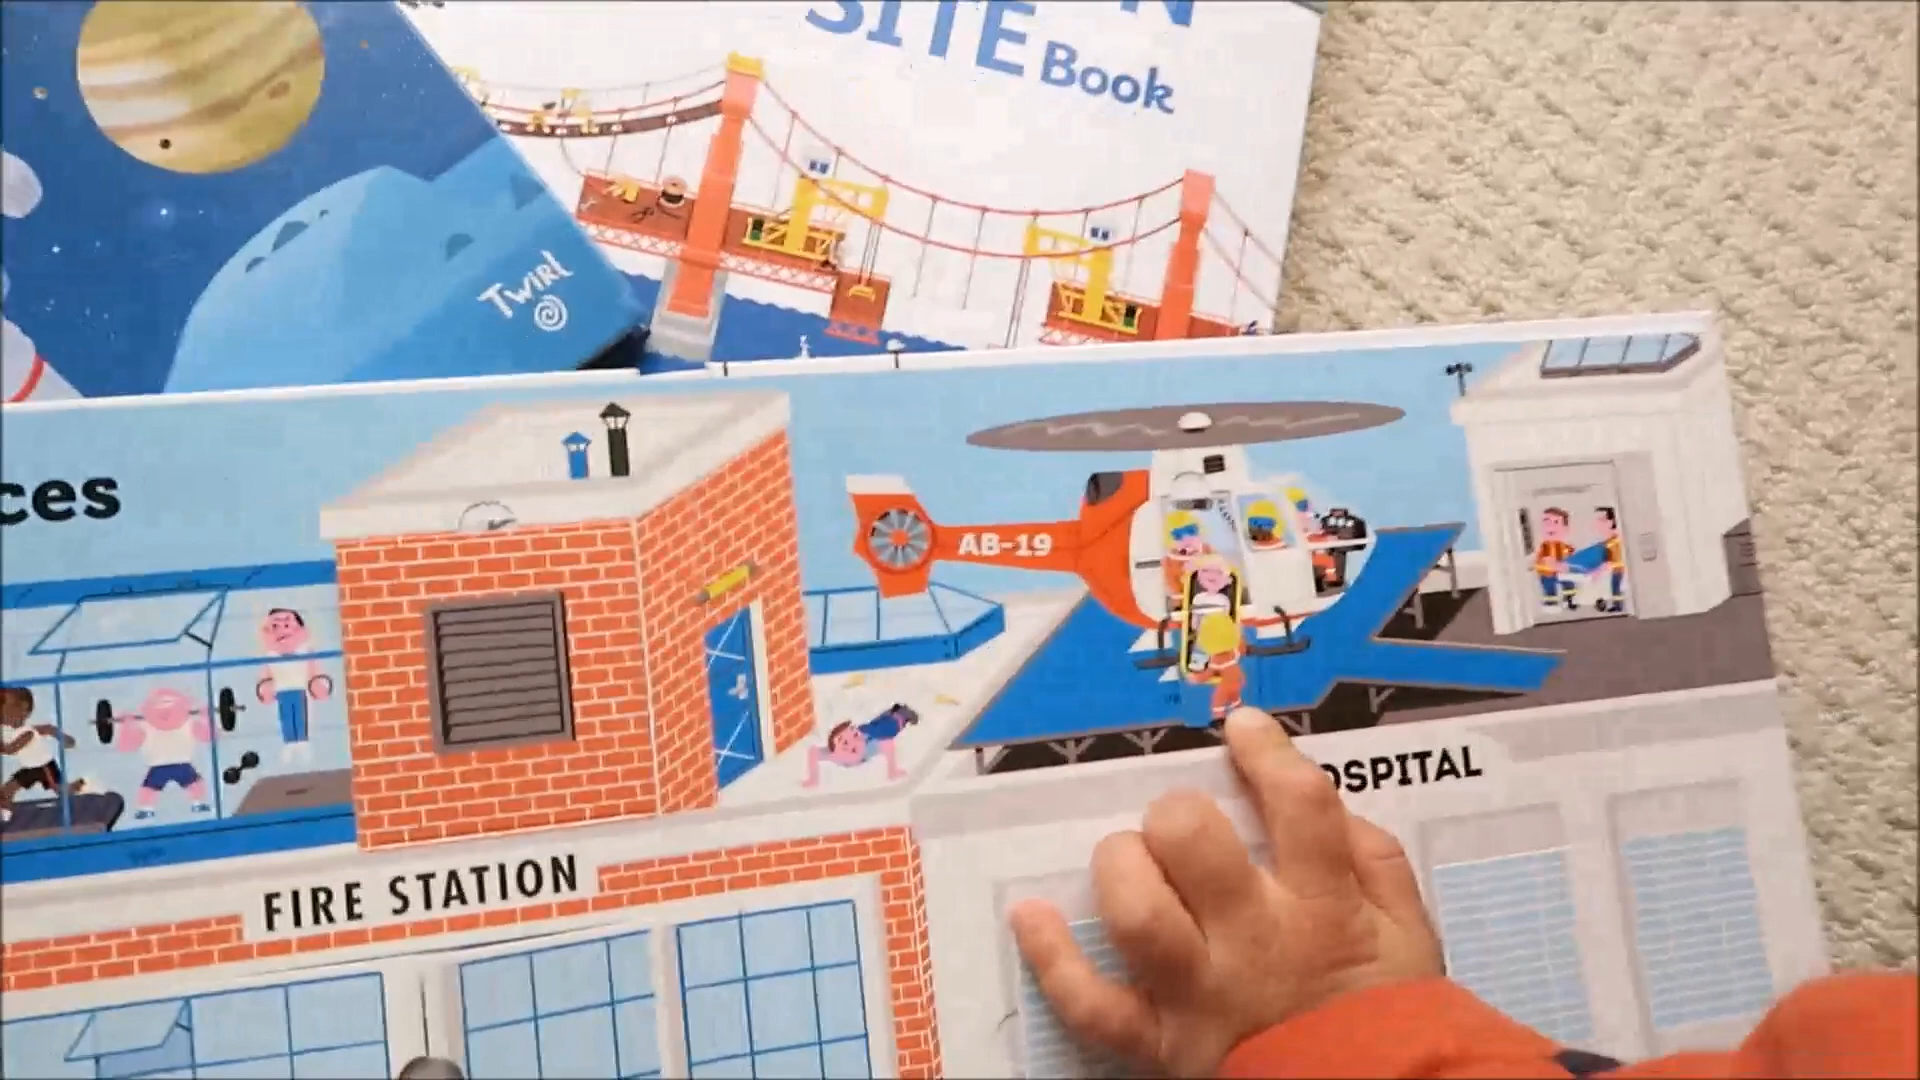 SITE Book
Twirl
ces
AB-19
OSPITAL
FIRE STATION